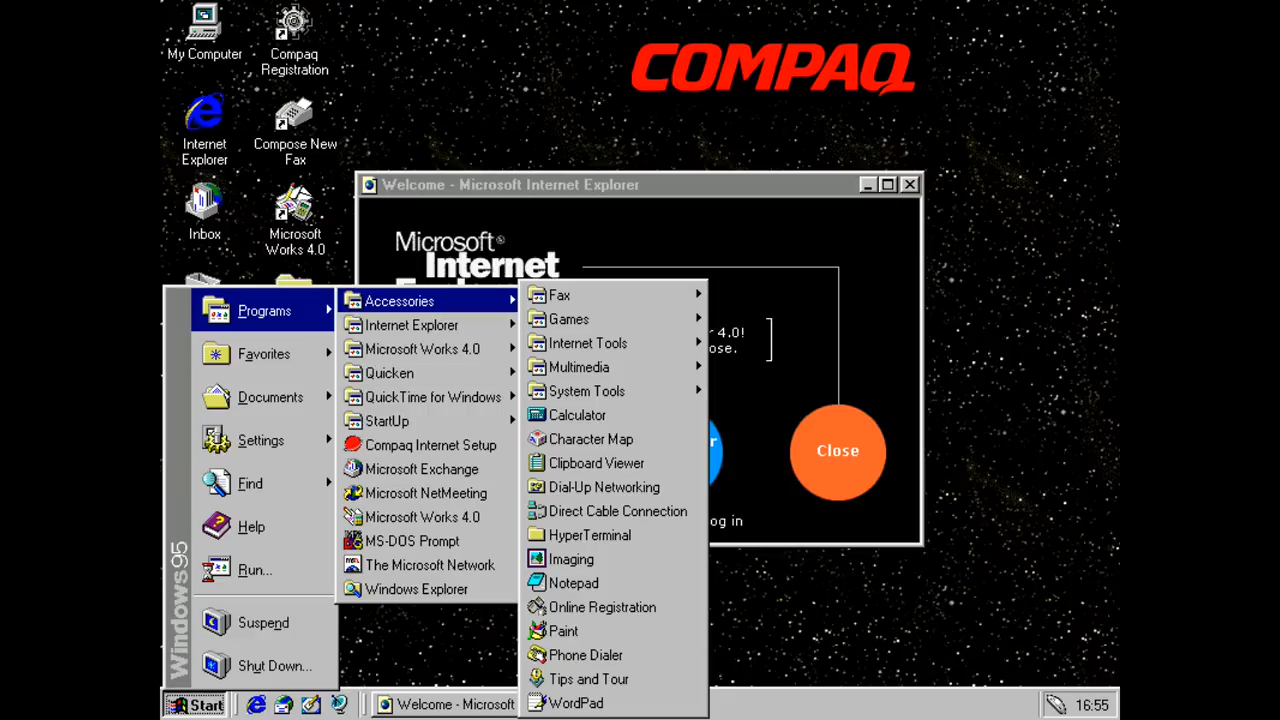 My Computer
Compaq
Registration
COMPAQ
Internet
Explorer
Compose New
Fax
Inbox
Microsoft
Works 4.0
Welcome - Microsoft Internet Explorer
Microsoft®
Internet
4.0!
Close
Windows95
Programs
Favorites
Documents
Settings
Find
Help
Run...
Suspend
Shut Down...
Accessories
Internet Explorer
Microsoft Works 4.0
Quicken
QuickTime for Windows
StartUp
Compaq Internet Setup
Microsoft Exchange
Microsoft NetMeeting
Microsoft Works 4.0
MS-DOS Prompt
The Microsoft Network
Windows Explorer
Fax
Games
Internet Tools
Multimedia
System Tools
Calculator
Character Map
Clipboard Viewer
Dial-Up Networking
Direct Cable Connection
HyperTerminal
Imaging
Notepad
Online Registration
Paint
Phone Dialer
Tips and Tour
WordPad
in
Start
Welcome - Microsoft
16:55